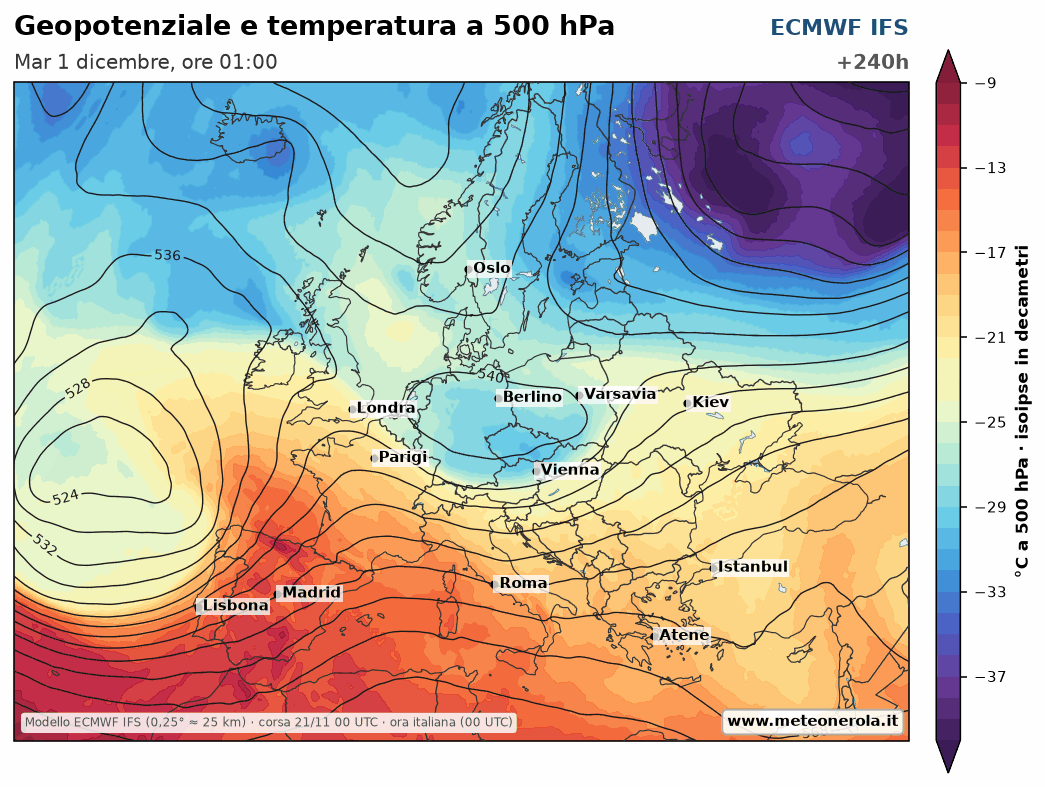 Geopotenziale e temperatura a 500 hPa
ECMWF IFS
Mar 1 dicembre, ore 01:00
+240h
536
528
524
532
540
Oslo
Berlino
Varsavia
Kiev
Londra
Parigi
Vienna
Istanbul
Roma
Madrid
Lisbona
Atene
Modello ECMWF IFS (0,25° ≈ 25 km) · corsa 21/11 00 UTC · ora italiana (00 UTC)
www.meteonerola.it
−9
−13
−17
−21
−25
−29
−33
−37
°C a 500 hPa · isoipse in decametri